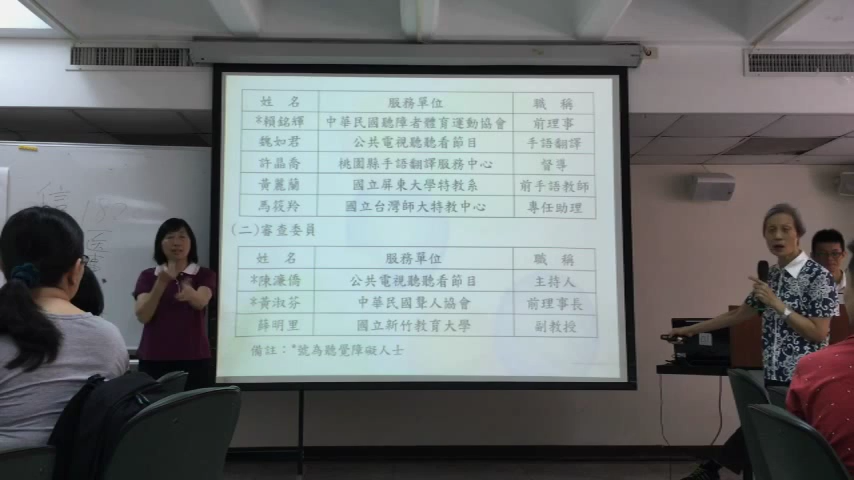 姓 名 服務單位 職 稱
*賴銘輝 中華民國聽障者體育運動協會 前理事
魏如君 公共電視聽聽看節目 手語翻譯
許晶喬 桃園縣手語翻譯服務中心 督導
黃麗蘭 國立屏東大學特教系 前手語教師
馬筱羚 國立台灣師大特教中心 專任助理
(二)審查委員
姓 名 服務單位 職 稱
*陳濂僑 公共電視聽聽看節目 主持人
*黃淑芬 中華民國聾人協會 前理事長
薛明里 國立新竹教育大學 副教授
備註：*號為聽覺障礙人士